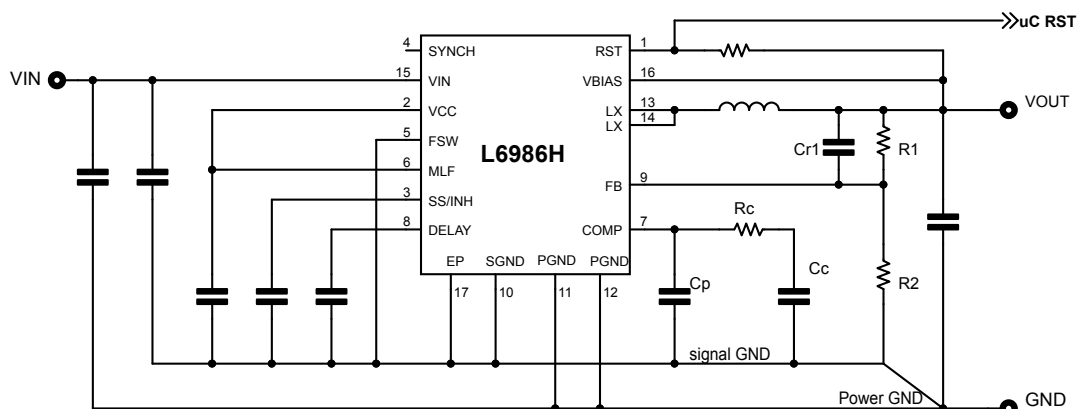 uC RST
4 SYNCH RST 1
VIN 15 VIN VBIAS 16
2 VCC LX 13 VOUT
LX 14
5 FSW
L6986H Cr1 R1
6 MLF
FB 9
3 SS/INH
Rc
8 DELAY COMP 7
EP SGND PGND PGND
Cp Cc R2
17 10 11 12
signal GND
Power GND GND